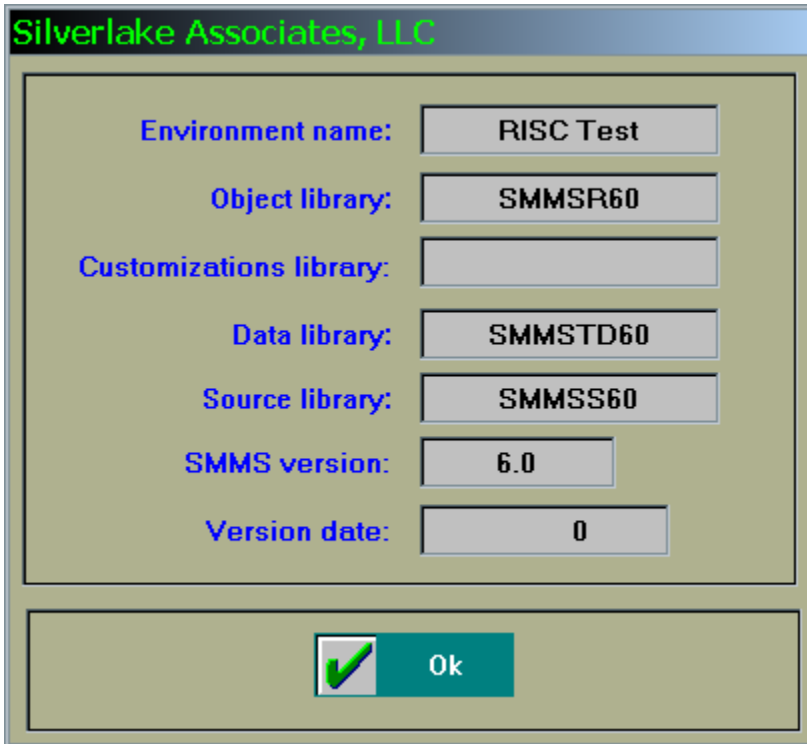 Silverlake Associates, LLC
Environment name: RISC Test
Object library: SMMSR60
Customizations library:
Data library: SMMSTD60
Source library: SMMSS60
SMMS version: 6.0
Version date: 0
Ok